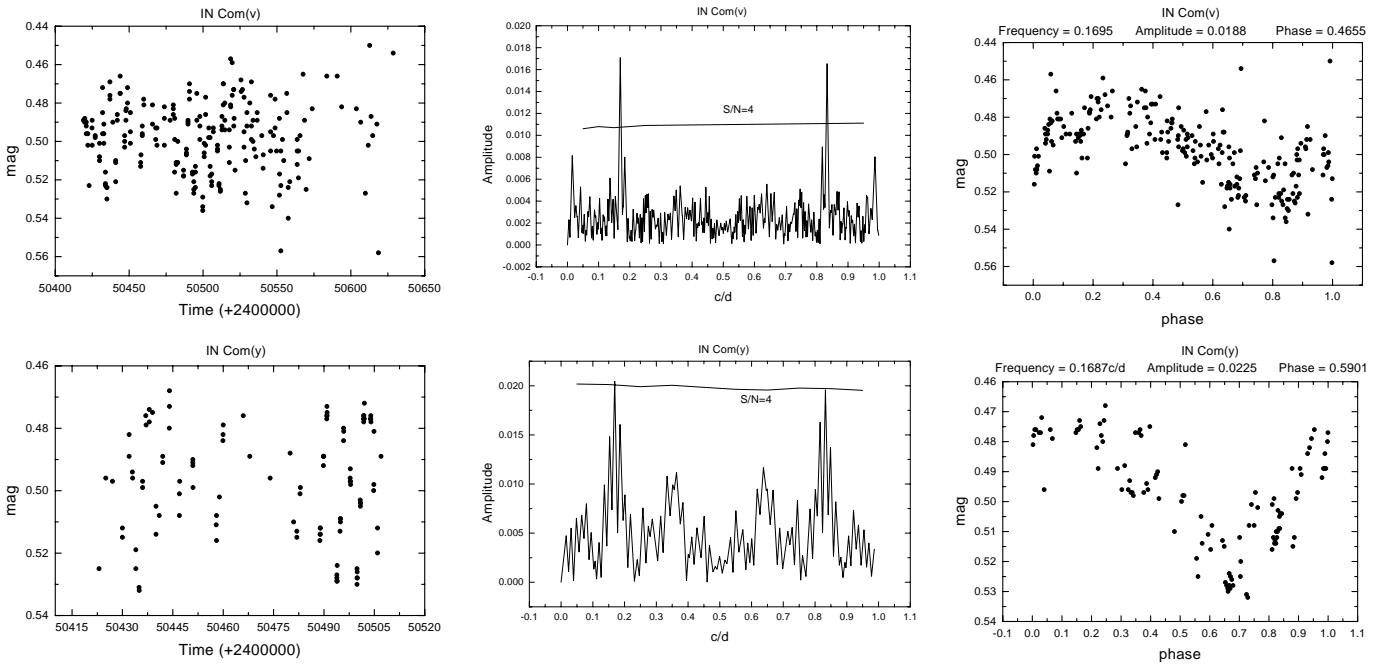 IN Com(v)
0.44
0.46
0.48
0.50
0.52
0.54
0.56
mag
50400 50450 50500 50550 50600 50650
Time (+2400000)
IN Com(v)
0.020
0.018
0.016
0.014
0.012
0.010
0.008
0.006
0.004
0.002
0.000
-0.002
Amplitude
S/N=4
-0.1 0.0 0.1 0.2 0.3 0.4 0.5 0.6 0.7 0.8 0.9 1.0 1.1
c/d
IN Com(v)
Frequency = 0.1695 Amplitude = 0.0188 Phase = 0.4655
0.44
0.46
0.48
0.50
0.52
0.54
0.56
mag
0.0 0.2 0.4 0.6 0.8 1.0
phase
IN Com(y)
0.46
0.48
0.50
0.52
0.54
mag
50415 50430 50445 50460 50475 50490 50505 50520
Time (+2400000)
IN Com(y)
0.020
0.015
0.010
0.005
0.000
Amplitude
S/N=4
-0.1 0.0 0.1 0.2 0.3 0.4 0.5 0.6 0.7 0.8 0.9 1.0 1.1
c/d
IN Com(y)
Frequency = 0.1687c/d Amplitude = 0.0225 Phase = 0.5901
0.46
0.47
0.48
0.49
0.50
0.51
0.52
0.53
0.54
mag
0.0 0.1 0.2 0.3 0.4 0.5 0.6 0.7 0.8 0.9 1.0 1.1
phase